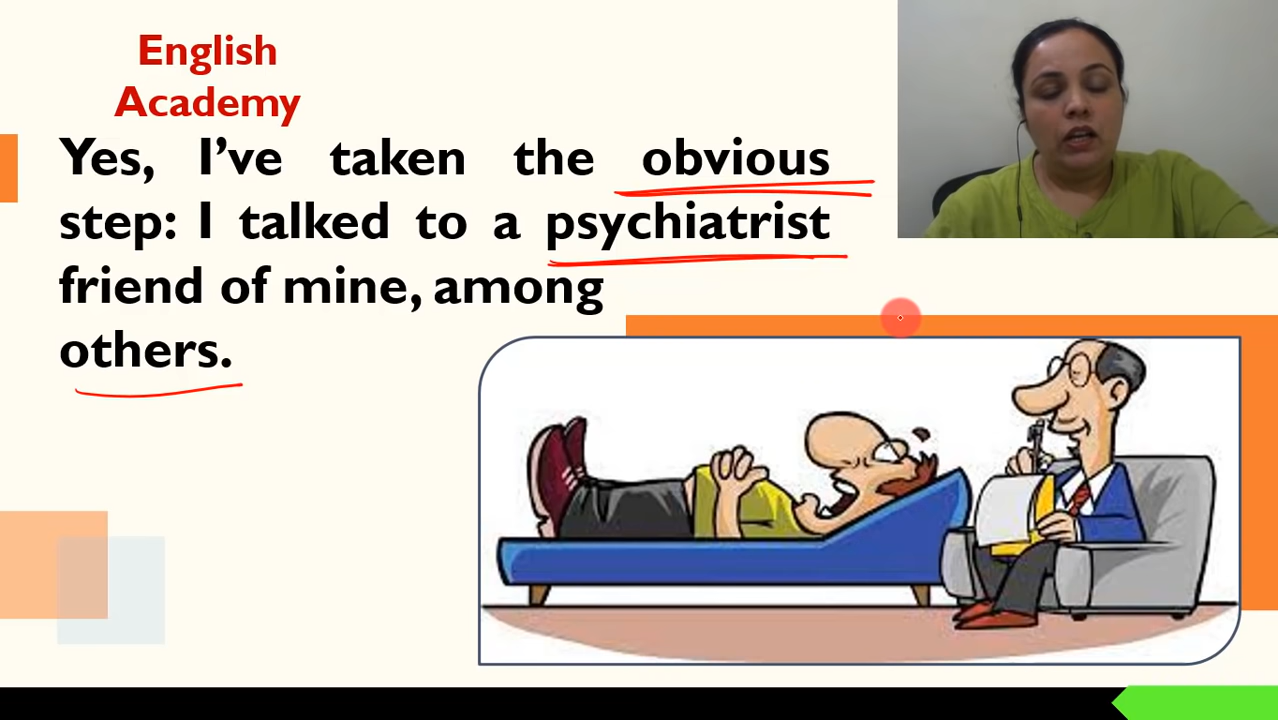 English
Academy
Yes, I've taken the obvious
step: I talked to a psychiatrist
friend of mine, among
others.